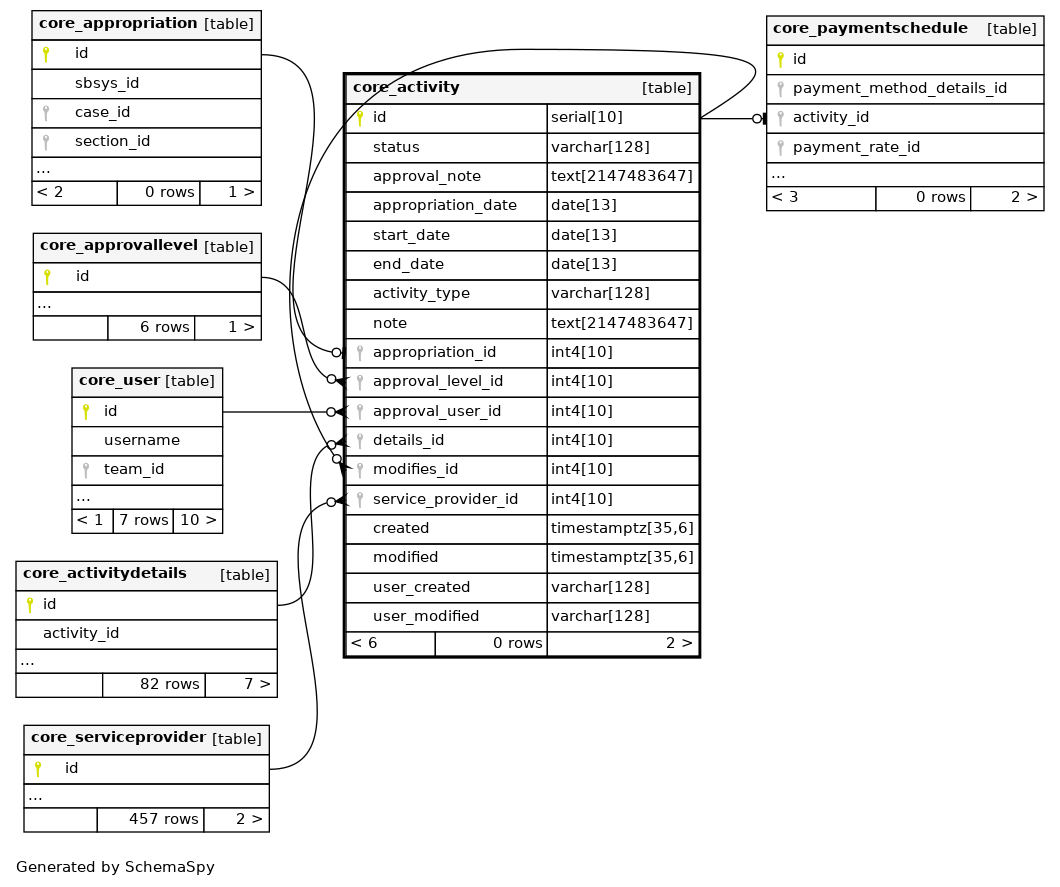 core_appropriation [table]
id
sbsys_id
case_id
section_id
...
< 2 0 rows 1 >
core_approvallevel [table]
id
...
6 rows 1 >
core_user [table]
id
username
team_id
...
< 1 7 rows 10 >
core_activitydetails [table]
id
activity_id
...
82 rows 7 >
core_serviceprovider [table]
id
...
457 rows 2 >
core_activity [table]
id serial[10]
status varchar[128]
approval_note text[2147483647]
appropriation_date date[13]
start_date date[13]
end_date date[13]
activity_type varchar[128]
note text[2147483647]
appropriation_id int4[10]
approval_level_id int4[10]
approval_user_id int4[10]
details_id int4[10]
modifies_id int4[10]
service_provider_id int4[10]
created timestamptz[35,6]
modified timestamptz[35,6]
user_created varchar[128]
user_modified varchar[128]
< 6 0 rows 2 >
core_paymentschedule [table]
id
payment_method_details_id
activity_id
payment_rate_id
...
< 3 0 rows 2 >
Generated by SchemaSpy